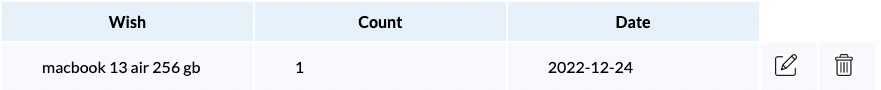 Wish Count Date
macbook 13 air 256 gb 1 2022-12-24